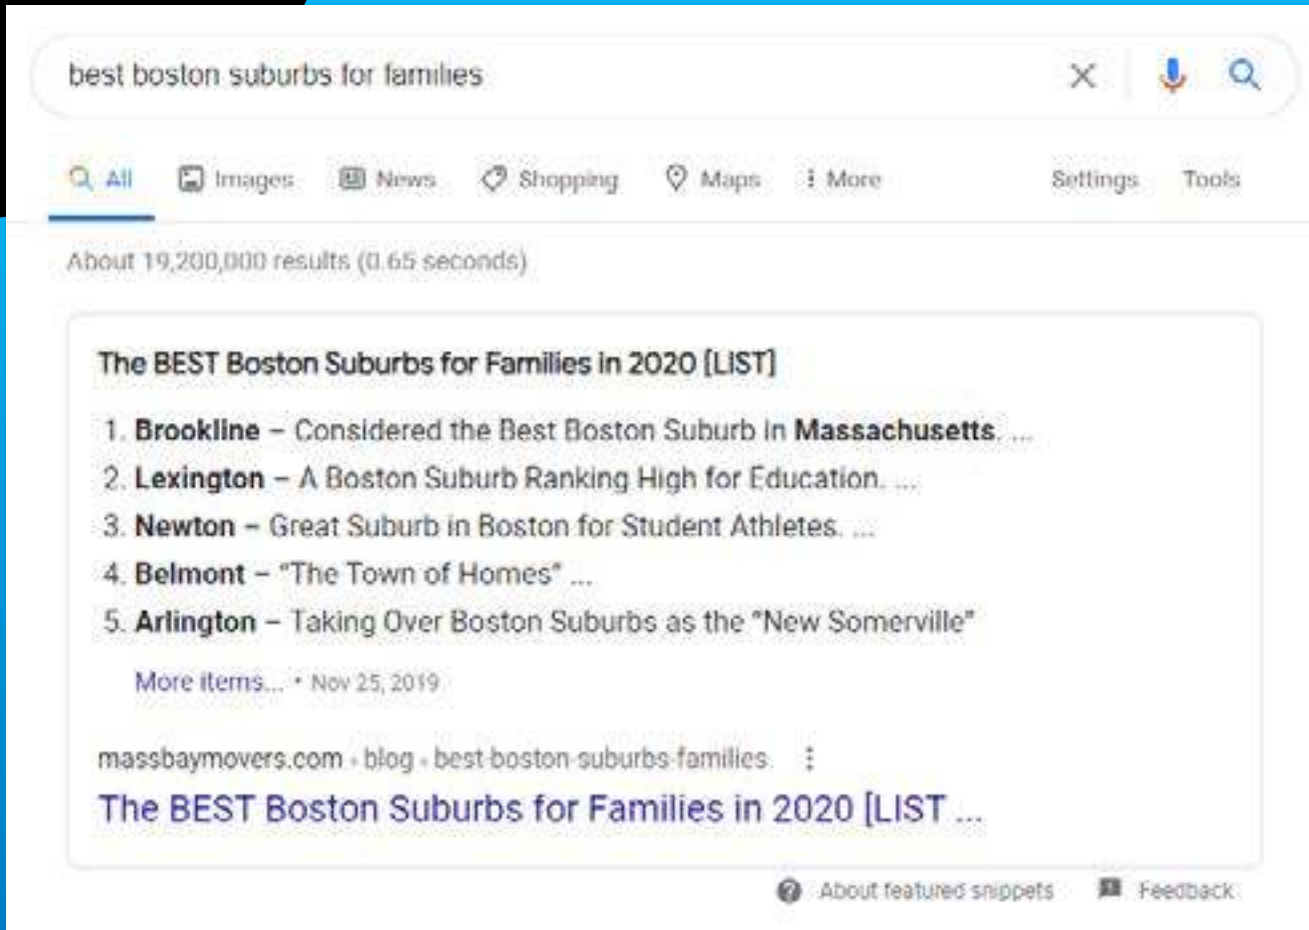 best boston suburbs for families
All Images News Shopping Maps More Settings Tools
About 19,200,000 results (0.65 seconds)
The BEST Boston Suburbs for Families in 2020 [LIST]
1. Brookline – Considered the Best Boston Suburb in Massachusetts. ...
2. Lexington – A Boston Suburb Ranking High for Education. ...
3. Newton – Great Suburb in Boston for Student Athletes. ...
4. Belmont – "The Town of Homes" ...
5. Arlington – Taking Over Boston Suburbs as the "New Somerville"
More items... • Nov 25, 2019
massbaymovers.com › blog › best-boston-suburbs-families
The BEST Boston Suburbs for Families in 2020 [LIST ...
About featured snippets Feedback